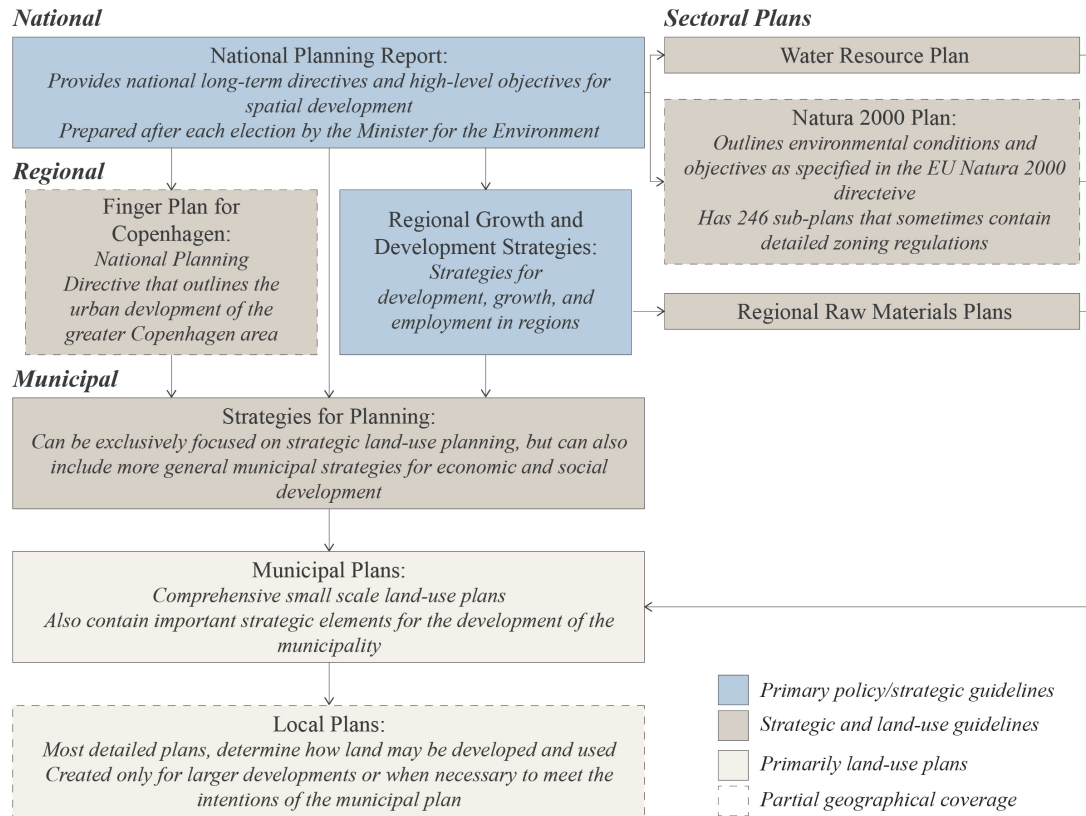 National
National Planning Report:
Provides national long-term directives and high-level objectives for
spatial development
Prepared after each election by the Minister for the Environment
Regional
Finger Plan for
Copenhagen:
National Planning
Directive that outlines the
urban devlopment of the
greater Copenhagen area
Regional Growth and
Development Strategies:
Strategies for
development, growth, and
employment in regions
Municipal
Strategies for Planning:
Can be exclusively focused on strategic land-use planning, but can also
include more general municipal strategies for economic and social
development
Municipal Plans:
Comprehensive small scale land-use plans
Also contain important strategic elements for the development of the
municipality
Local Plans:
Most detailed plans, determine how land may be developed and used
Created only for larger developments or when necessary to meet the
intentions of the municipal plan
Sectoral Plans
Water Resource Plan
Natura 2000 Plan:
Outlines environmental conditions and
objectives as specified in the EU Natura 2000
directeive
Has 246 sub-plans that sometimes contain
detailed zoning regulations
Regional Raw Materials Plans
Primary policy/strategic guidelines
Strategic and land-use guidelines
Primarily land-use plans
Partial geographical coverage